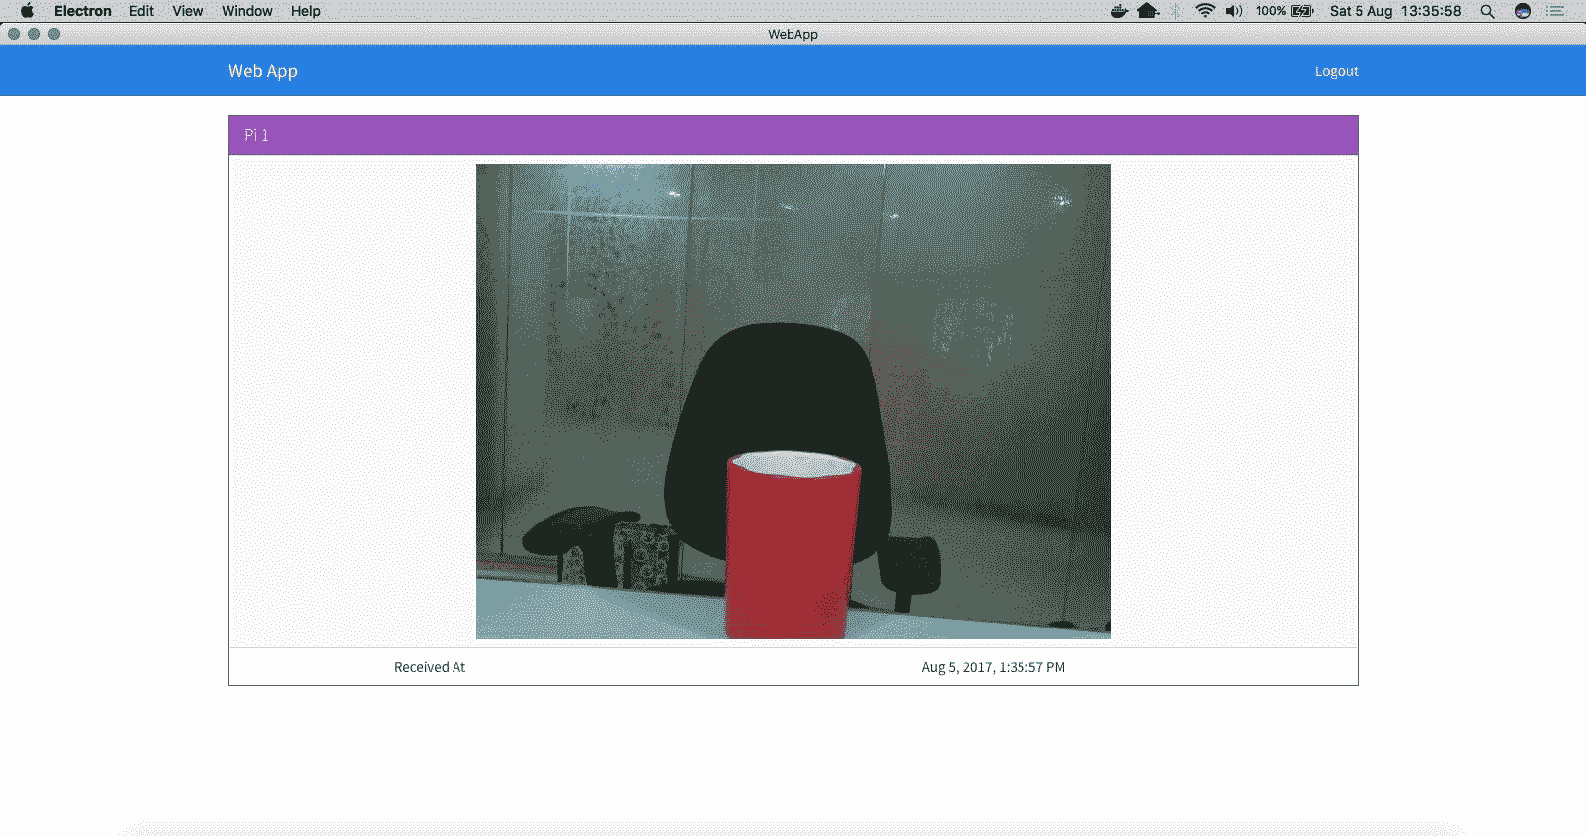 Electron Edit View Window Help 100% Sat 5 Aug 13:35:58
WebApp
Web App Logout
Pi 1
Received At Aug 5, 2017, 1:35:57 PM